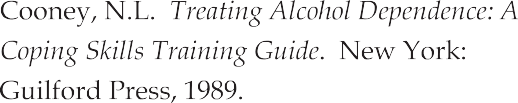 Cooney, N.L. Treating Alcohol Dependence: A
Coping Skills Training Guide. New York:
Guilford Press, 1989.